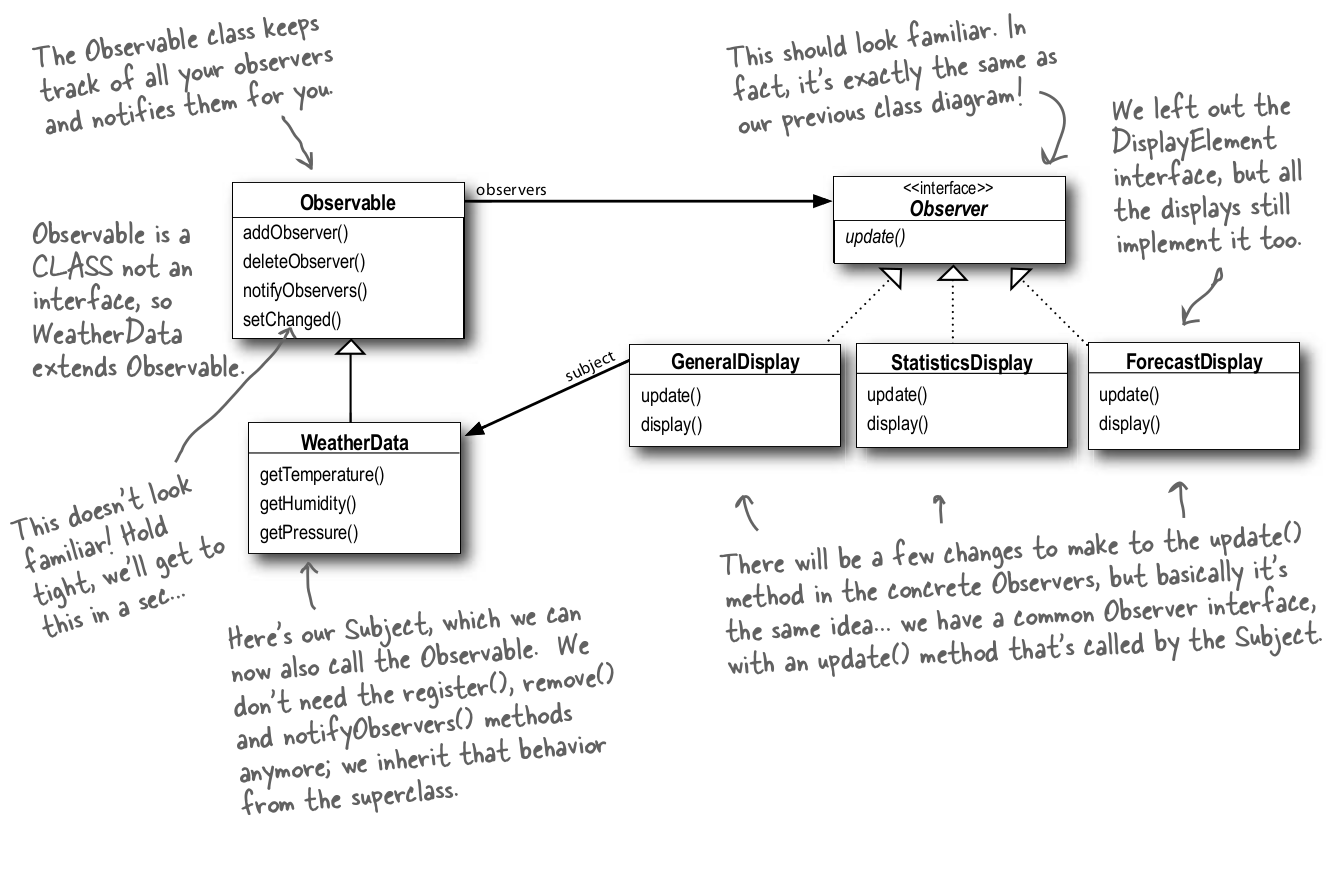 The Observable class keeps
track of all your observers
and notifies them for you.
This should look familiar. In
fact, it's exactly the same as
our previous class diagram!
We left out the
DisplayElement
interface, but all
the displays still
implement it too.
Observable
addObserver()
deleteObserver()
notifyObservers()
setChanged()
observers
<<interface>>
Observer
update()
Observable is a
CLASS not an
interface, so
WeatherData
extends Observable.
subject
GeneralDisplay
update()
display()
StatisticsDisplay
update()
display()
ForecastDisplay
update()
display()
WeatherData
getTemperature()
getHumidity()
getPressure()
This doesn't look
familiar! Hold
tight, we'll get to
this in a sec...
Here's our Subject, which we can
now also call the Observable. We
don't need the register(), remove()
and notifyObservers() methods
anymore; we inherit that behavior
from the superclass.
There will be a few changes to make to the update()
method in the concrete Observers, but basically it's
the same idea... we have a common Observer interface,
with an update() method that's called by the Subject.